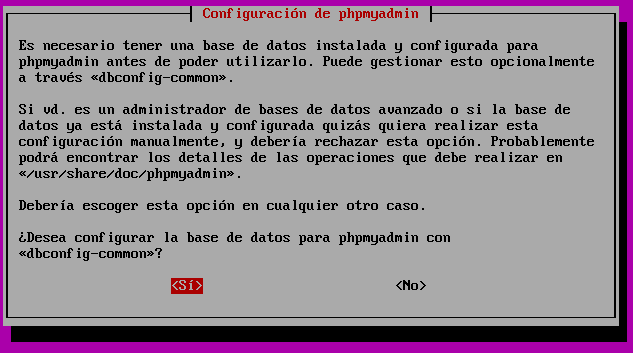 Configuración de phpmyadmin
Es necesario tener una base de datos instalada y configurada para
phpmyadmin antes de poder utilizarlo. Puede gestionar esto opcionalmente
a través «dbconfig-common».
Si vd. es un administrador de bases de datos avanzado o si la base de
datos ya está instalada y configurada quizás quiera realizar esta
configuración manualmente, y debería rechazar esta opción. Probablemente
podrá encontrar los detalles de las operaciones que debe realizar en
«/usr/share/doc/phpmyadmin».
Debería escoger esta opción en cualquier otro caso.
¿Desea configurar la base de datos para phpmyadmin con
«dbconfig-common»?
<Sí> <No>